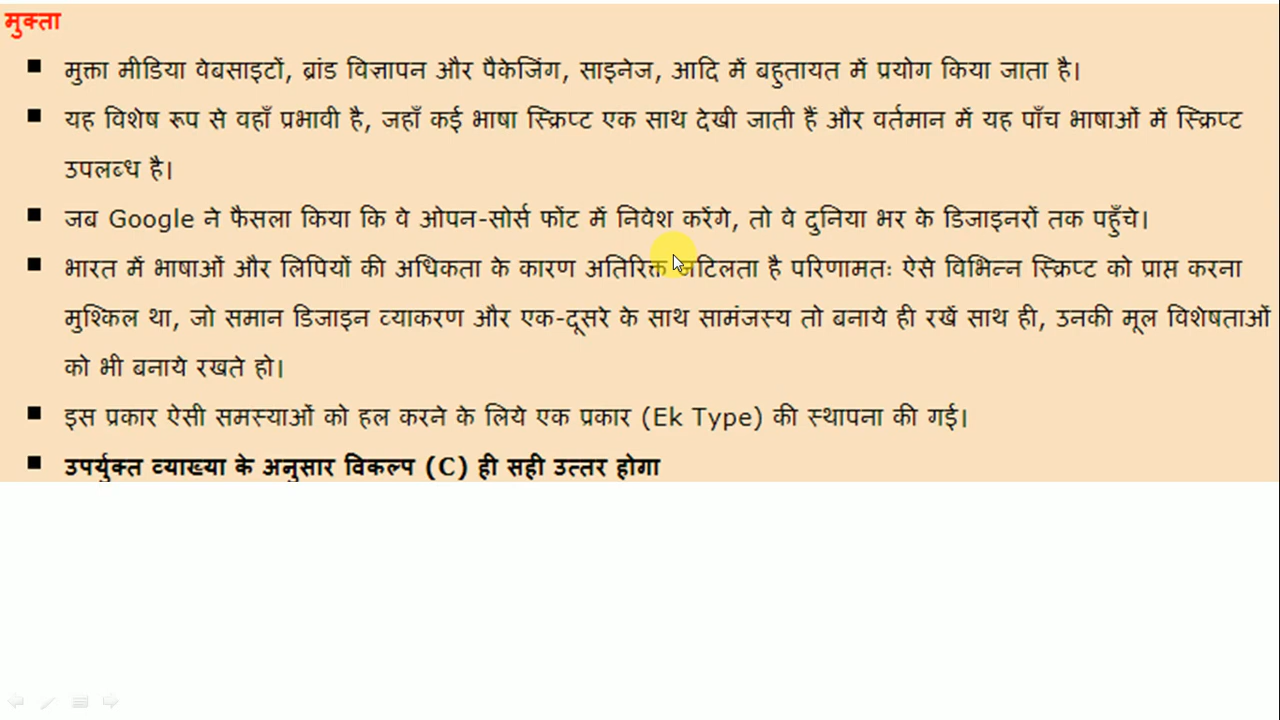 मुक्ता
■ मुक्ता मीडिया वेबसाइटों, ब्रांड विज्ञापन और पैकेजिंग, साइनेज, आदि में बहुतायत में प्रयोग किया जाता है।
■ यह विशेष रूप से वहाँ प्रभावी है, जहाँ कई भाषा स्क्रिप्ट एक साथ देखी जाती हैं और वर्तमान में यह पाँच भाषाओं में स्क्रिप्ट
उपलब्ध है।
■ जब Google ने फैसला किया कि वे ओपन-सोर्स फोंट में निवेश करेंगे, तो वे दुनिया भर के डिजाइनरों तक पहुँचे।
■ भारत में भाषाओं और लिपियों की अधिकता के कारण अतिरिक्त जटिलता है परिणामतः ऐसे विभिन्न स्क्रिप्ट को प्राप्त करना
मुश्किल था, जो समान डिजाइन व्याकरण और एक-दूसरे के साथ सामंजस्य तो बनाये ही रखें साथ ही, उनकी मूल विशेषताओं
को भी बनाये रखते हो।
■ इस प्रकार ऐसी समस्याओं को हल करने के लिये एक प्रकार (Ek Type) की स्थापना की गई।
■ उपर्युक्त व्याख्या के अनुसार विकल्प (C) ही सही उत्तर होगा